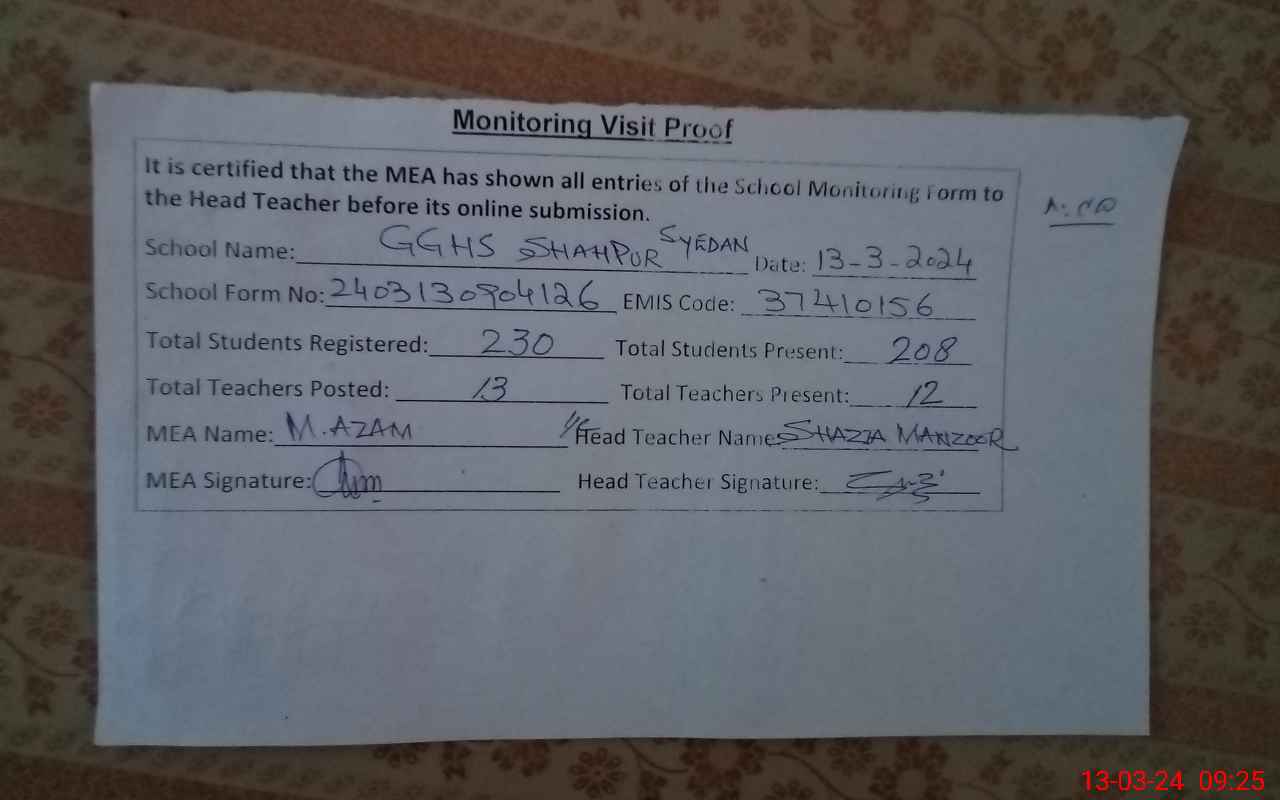 Monitoring Visit Proof
It is certified that the MEA has shown all entries of the School Monitoring Form to
the Head Teacher before its online submission.
School Name: GGHS SHAHPUR SYEDAN Date: 13-3-2024
School Form No: 2403130904126 EMIS Code: 37410156
Total Students Registered: 230 Total Students Present: 208
Total Teachers Posted: 13 Total Teachers Present: 12
MEA Name: M.AZAM Head Teacher Name: SHAZIA MANZOOR
MEA Signature: Head Teacher Signature:
13-03-24 09:25